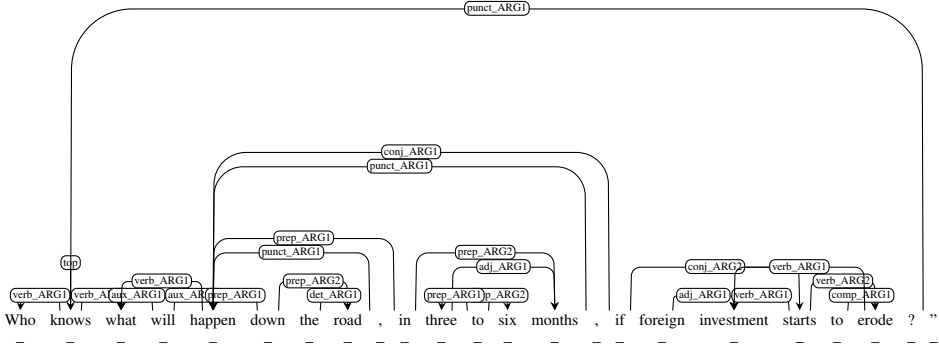 punct_ARG1
conj_ARG1
punct_ARG1
prep_ARG1
punct_ARG1 prep_ARG2
top adj_ARG1 conj_ARG2 verb_ARG1
verb_ARG1 prep_ARG2 verb_ARG2
verb_ARG1 aux_ARG1 prep_ARG1 det_ARG1 prep_ARG1 adj_ARG1 verb_ARG1 comp_ARG1
Who knows what will happen down the road , in three to six months , if foreign investment starts to erode ? ”
_ _ _ _ _ _ _ _ _ _ _ _ _ _ _ _ _ _ _ _ _ _ _